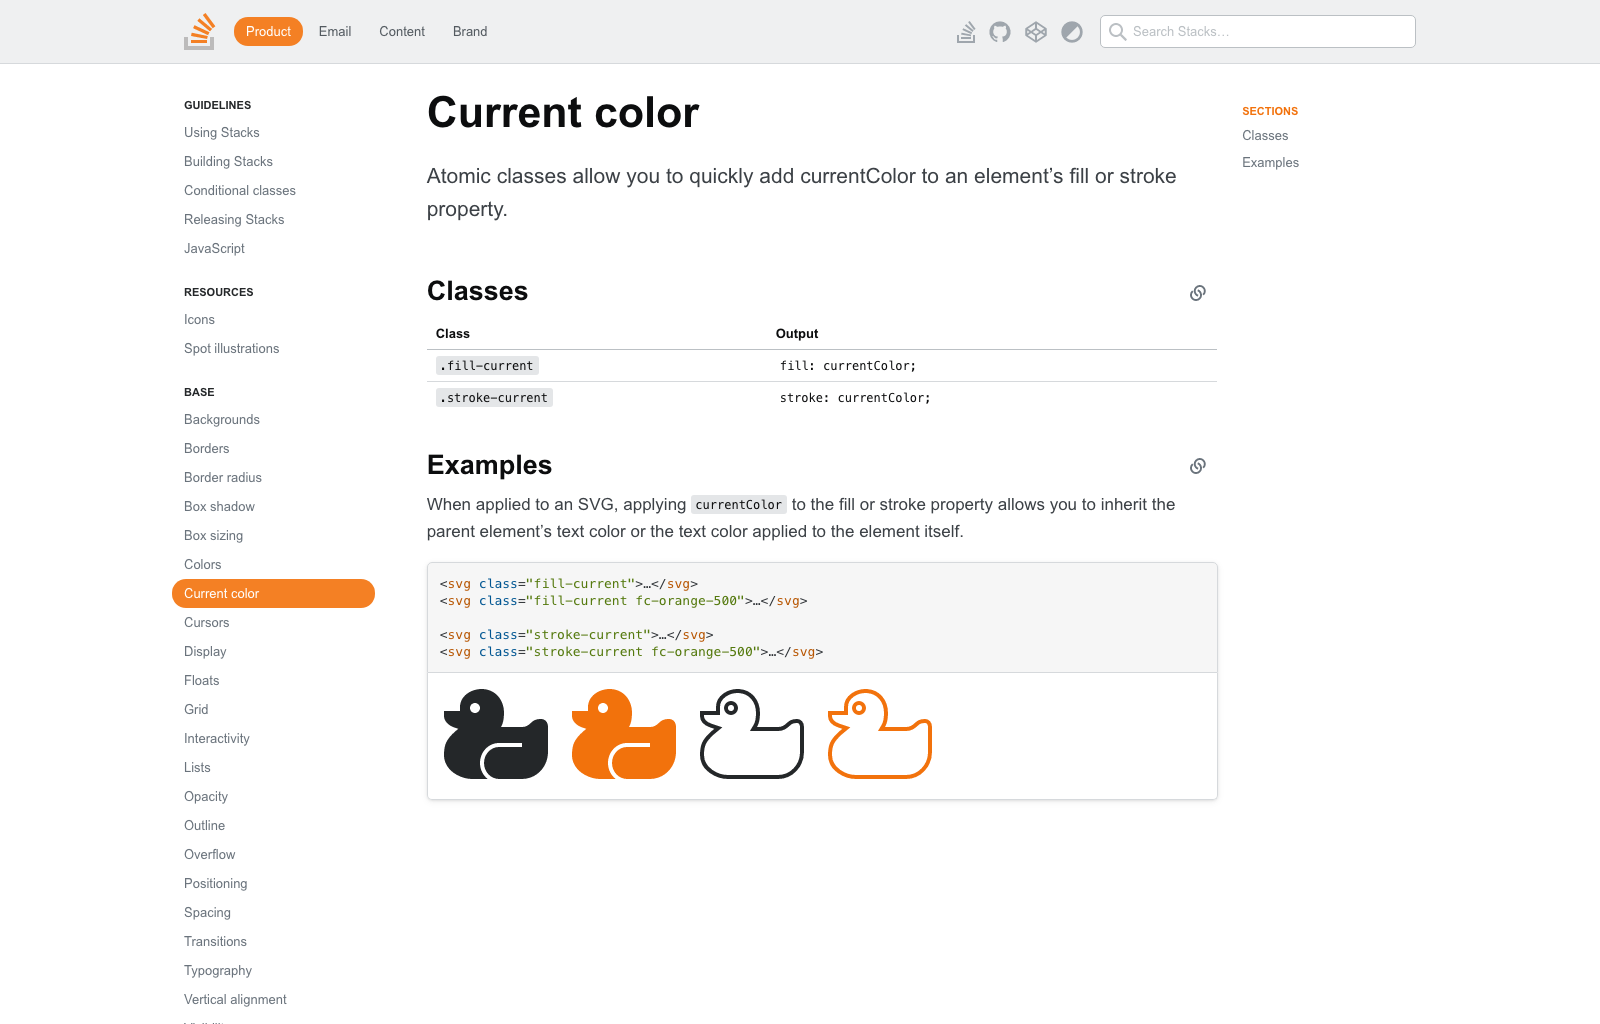 Product
Email
Content
Brand
Search Stacks…
GUIDELINES
Using Stacks
Building Stacks
Conditional classes
Releasing Stacks
JavaScript
RESOURCES
Icons
Spot illustrations
BASE
Backgrounds
Borders
Border radius
Box shadow
Box sizing
Colors
Current color
Cursors
Display
Floats
Grid
Interactivity
Lists
Opacity
Outline
Overflow
Positioning
Spacing
Transitions
Typography
Vertical alignment
Current color
Atomic classes allow you to quickly add currentColor to an element’s fill or stroke
property.
Classes
Class Output
.fill-current fill: currentColor;
.stroke-current stroke: currentColor;
Examples
When applied to an SVG, applying currentColor to the fill or stroke property allows you to inherit the
parent element’s text color or the text color applied to the element itself.
<svg class="fill-current">…</svg>
<svg class="fill-current fc-orange-500">…</svg>
<svg class="stroke-current">…</svg>
<svg class="stroke-current fc-orange-500">…</svg>
SECTIONS
Classes
Examples